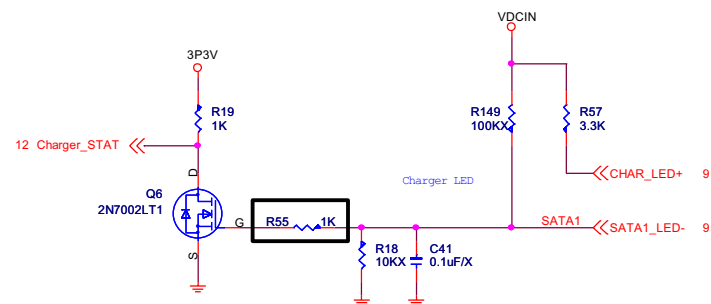 VDCIN
3P3V
R19
1K
R149
100KX
R57
3.3K
12 Charger_STAT
D
Charger LED
CHAR_LED+ 9
Q6
2N7002LT1
G
R55 1K
SATA1
SATA1_LED- 9
S
R18
10KX
C41
0.1uF/X